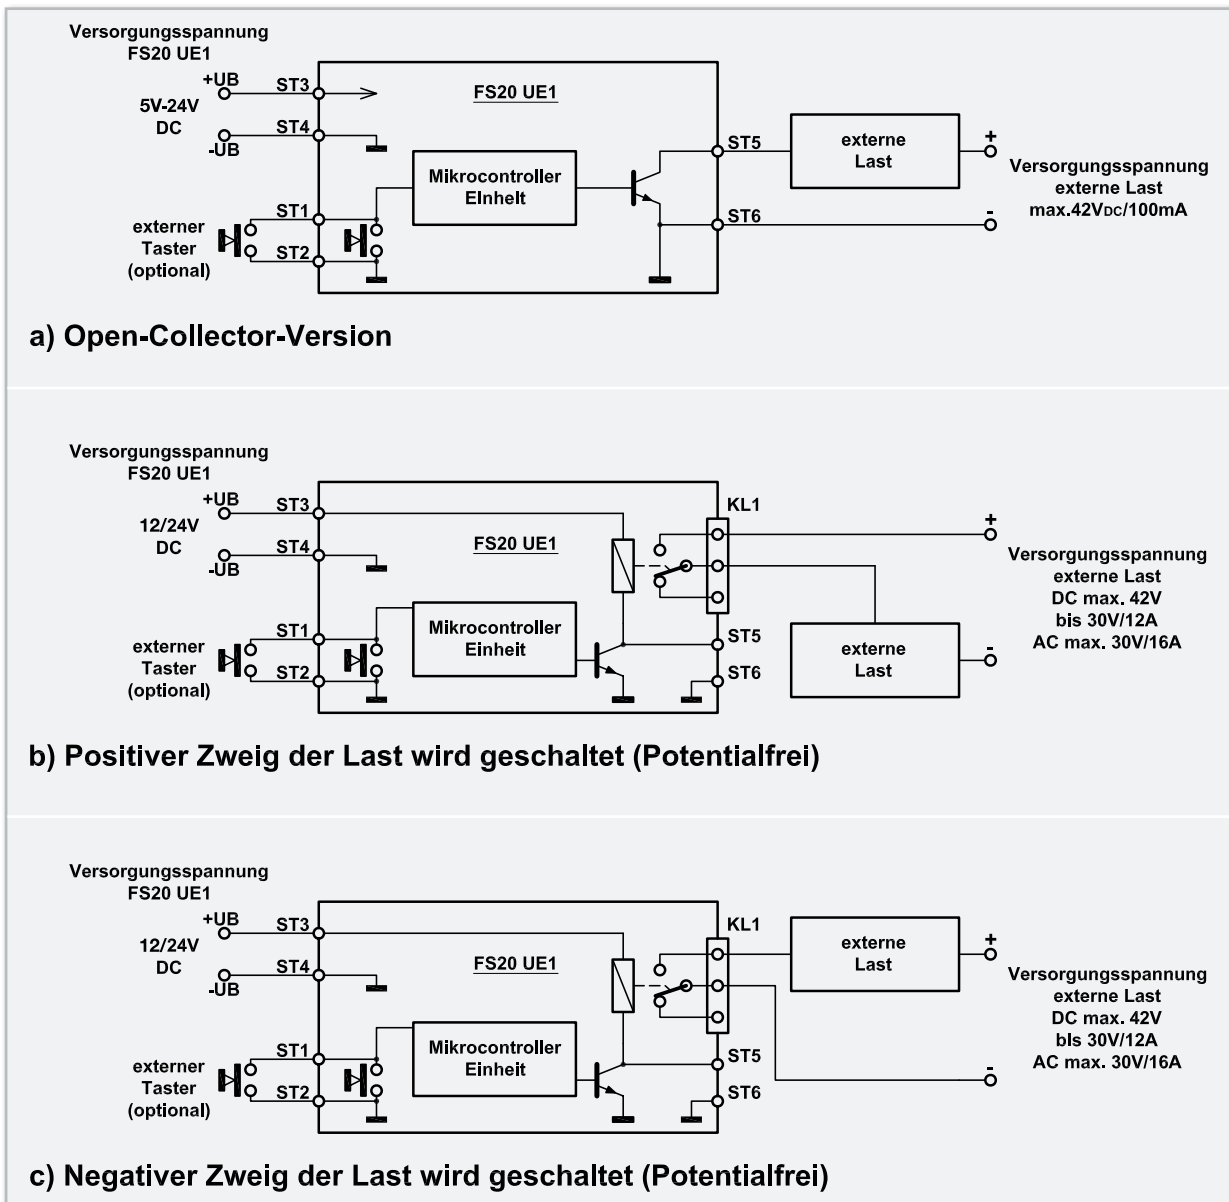 Versorgungsspannung
FS20 UE1
+UB
ST3
5V-24V
DC
ST4
-UB
FS20 UE1
Mikrocontroller
EInhelt
ST1
externer
Taster
(optional)
ST2
ST5
externe
Last
+
Versorgungsspannung
externe Last
max.42VDC/100mA
ST6
-
a) Open-Collector-Version
Versorgungsspannung
FS20 UE1
+UB
ST3
12/24V
DC
ST4
-UB
FS20 UE1
KL1
+
Versorgungsspannung
externe Last
DC max. 42V
bis 30V/12A
AC max. 30V/16A
-
Mikrocontroller
Einheit
ST1
externer
Taster
(optional)
ST2
ST5
ST6
externe
Last
b) Positiver Zweig der Last wird geschaltet (Potentialfrei)
Versorgungsspannung
FS20 UE1
+UB
ST3
12/24V
DC
ST4
-UB
FS20 UE1
KL1
externe
Last
+
Versorgungsspannung
externe Last
DC max. 42V
bIs 30V/12A
AC max. 30V/16A
-
Mikrocontroller
Einheit
ST1
externer
Taster
(optional)
ST2
ST5
ST6
c) Negativer Zweig der Last wird geschaltet (Potentialfrei)